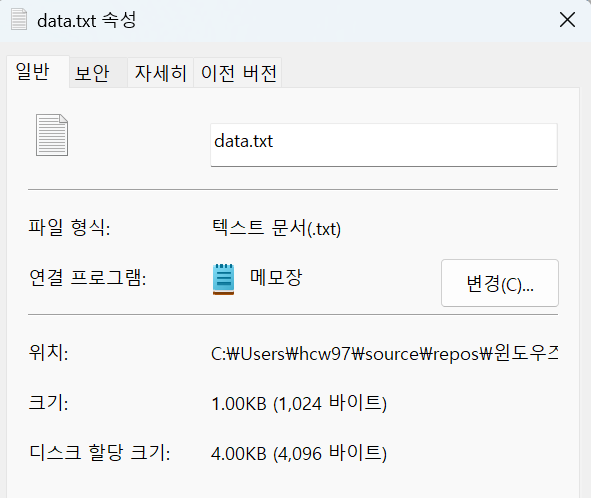 data.txt 속성
일반 보안 자세히 이전 버전
data.txt
파일 형식: 텍스트 문서(.txt)
연결 프로그램: 메모장 변경(C)...
위치: C:₩Users₩hcw97₩source₩repos₩윈도우즈
크기: 1.00KB (1,024 바이트)
디스크 할당 크기: 4.00KB (4,096 바이트)